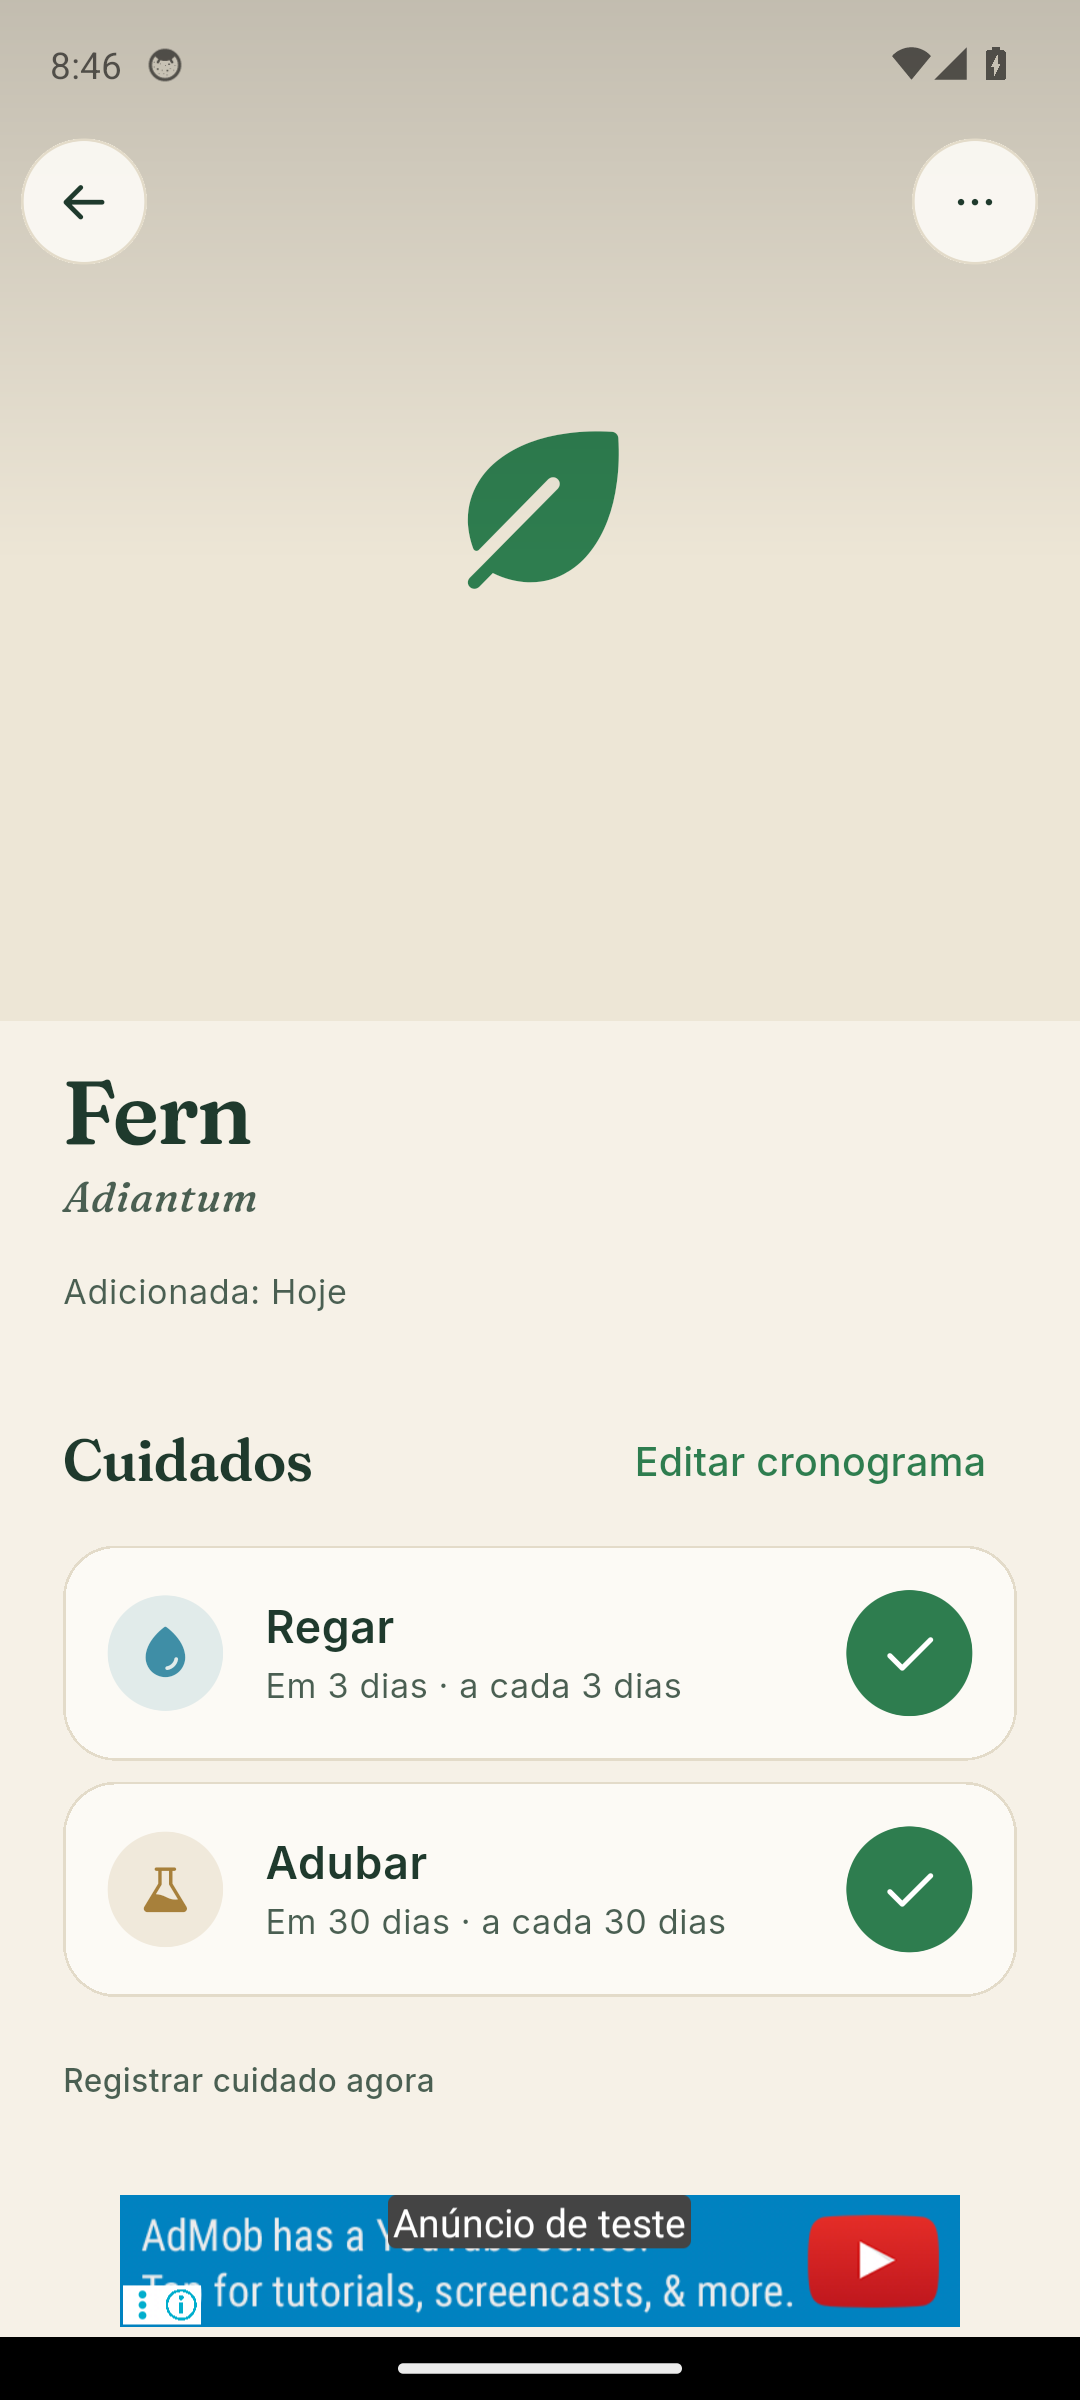 8:46
Fern
Adiantum
Adicionada: Hoje
Cuidados
Editar cronograma
Regar
Em 3 dias · a cada 3 dias
Adubar
Em 30 dias · a cada 30 dias
Registrar cuidado agora
Anúncio de teste
AdMob has a
for tutorials, screencasts, & more.